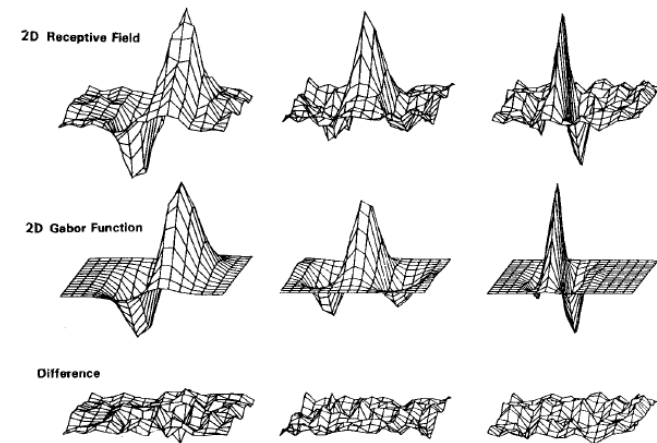 2D Receptive Field
2D Gabor Function
Difference